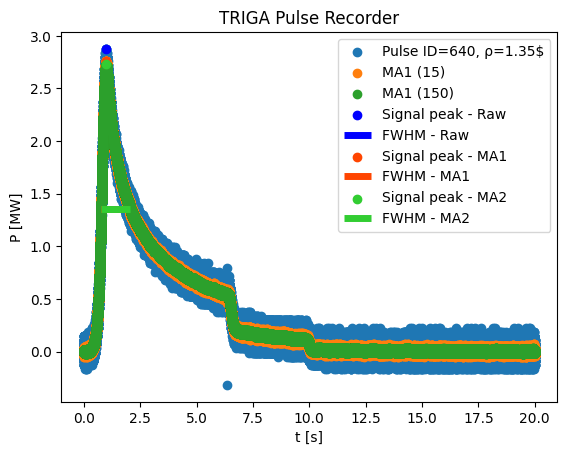 TRIGA Pulse Recorder
Pulse ID=640, ρ=1.35$
MA1 (15)
MA1 (150)
Signal peak - Raw
FWHM - Raw
Signal peak - MA1
FWHM - MA1
Signal peak - MA2
FWHM - MA2
P [MW]
3.0
2.5
2.0
1.5
1.0
0.5
0.0
0.0 2.5 5.0 7.5 10.0 12.5 15.0 17.5 20.0
t [s]